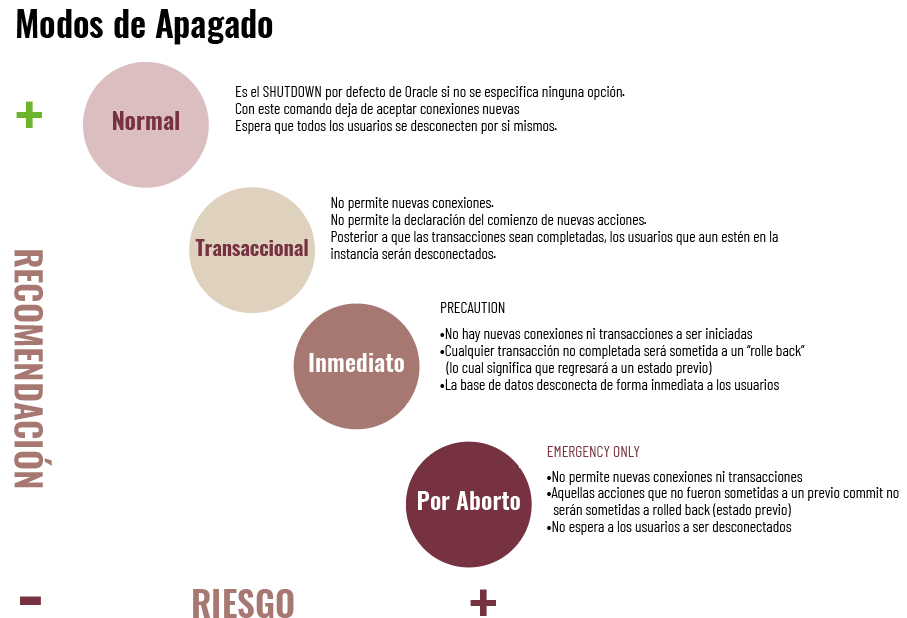 Modos de Apagado
+
Normal
Es el SHUTDOWN por defecto de Oracle si no se especifica ninguna opción.
Con este comando deja de aceptar conexiones nuevas
Espera que todos los usuarios se desconecten por si mismos.
Transaccional
No permite nuevas conexiones.
No permite la declaración del comienzo de nuevas acciones.
Posterior a que las transacciones sean completadas, los usuarios que aun estén en la
instancia serán desconectados.
RECOMENDACIÓN
Inmediato
PRECAUTION
•No hay nuevas conexiones ni transacciones a ser iniciadas
•Cualquier transacción no completada será sometida a un “rolle back”
(lo cual significa que regresará a un estado previo)
•La base de datos desconecta de forma inmediata a los usuarios
Por Aborto
EMERGENCY ONLY
•No permite nuevas conexiones ni transacciones
•Aquellas acciones que no fueron sometidas a un previo commit no
serán sometidas a rolled back (estado previo)
•No espera a los usuarios a ser desconectados
- RIESGO +